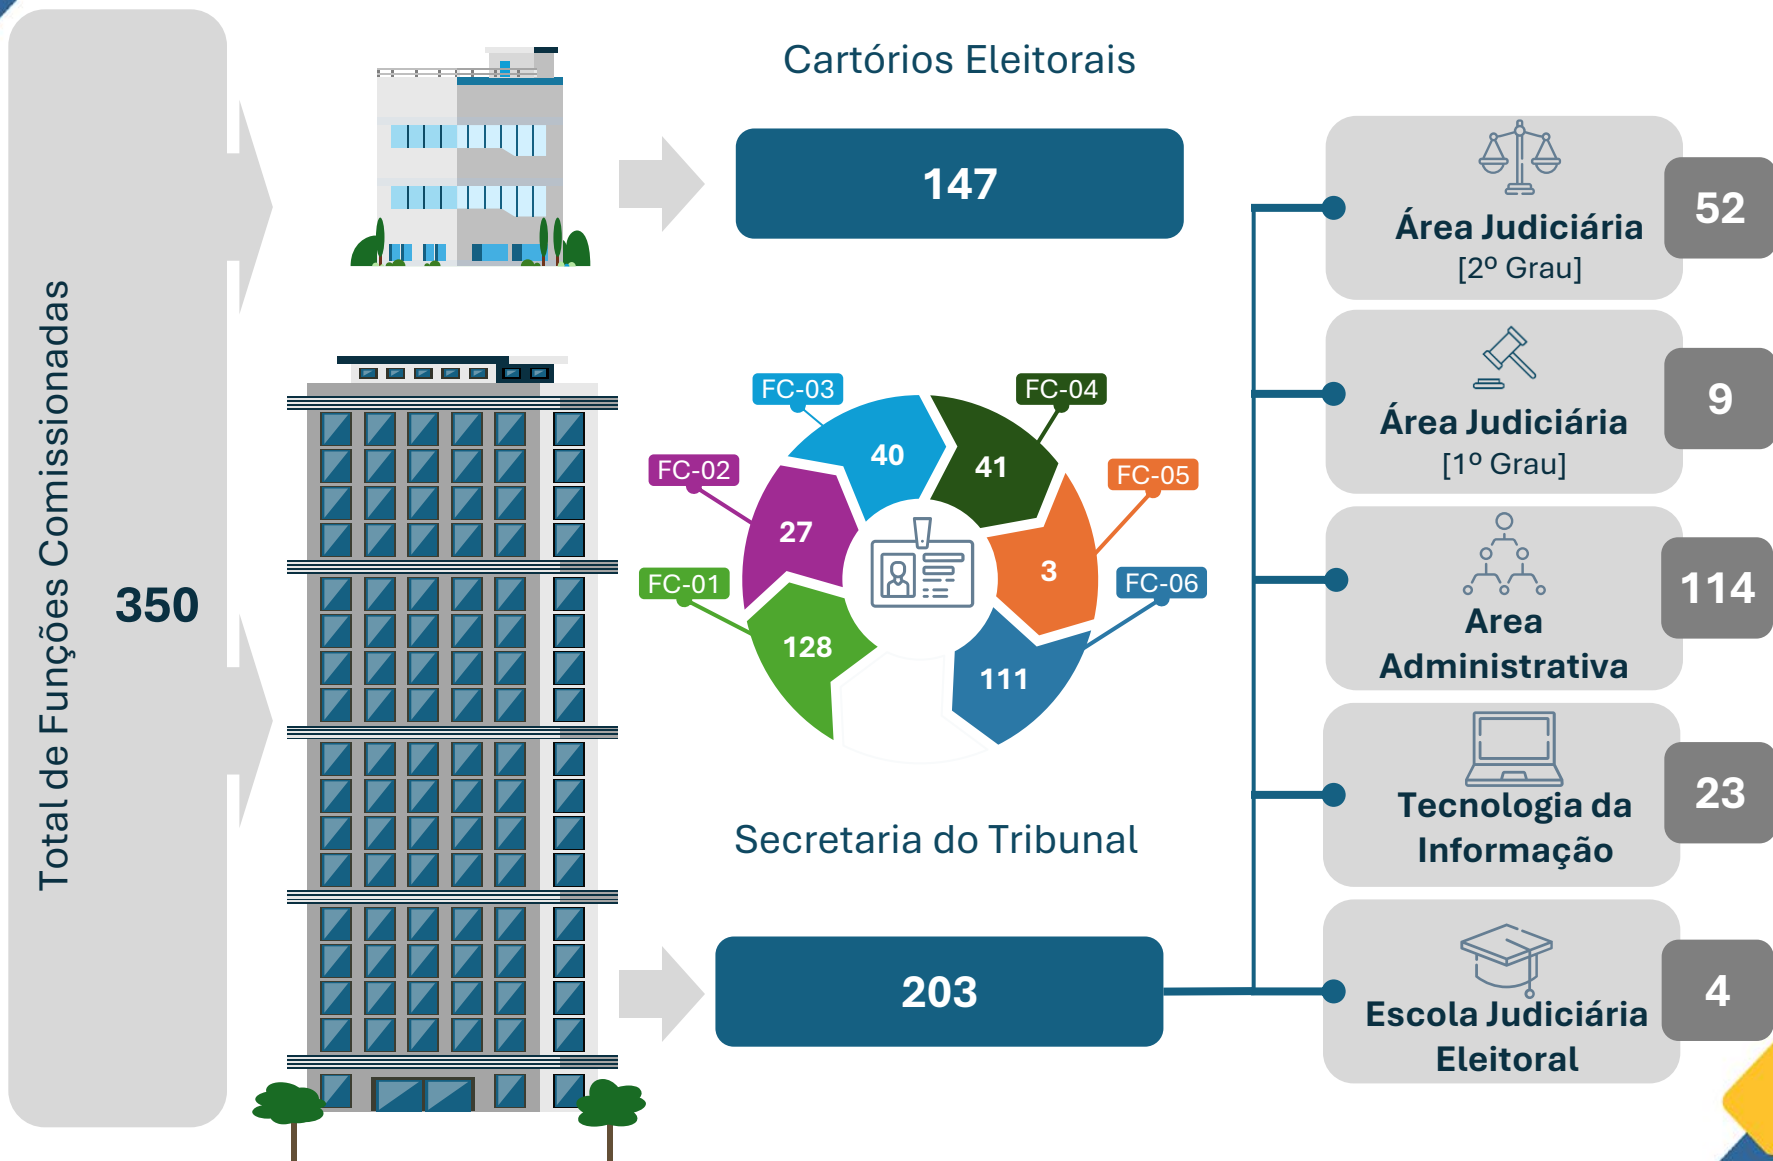 Total de Funções Comissionadas
350
Cartórios Eleitorais
147
FC-03
FC-04
FC-02
FC-05
FC-01
FC-06
40
41
27
3
128
111
Secretaria do Tribunal
203
Área Judiciária
[2º Grau]
52
Área Judiciária
[1º Grau]
9
Area
Administrativa
114
Tecnologia da
Informação
23
Escola Judiciária
Eleitoral
4